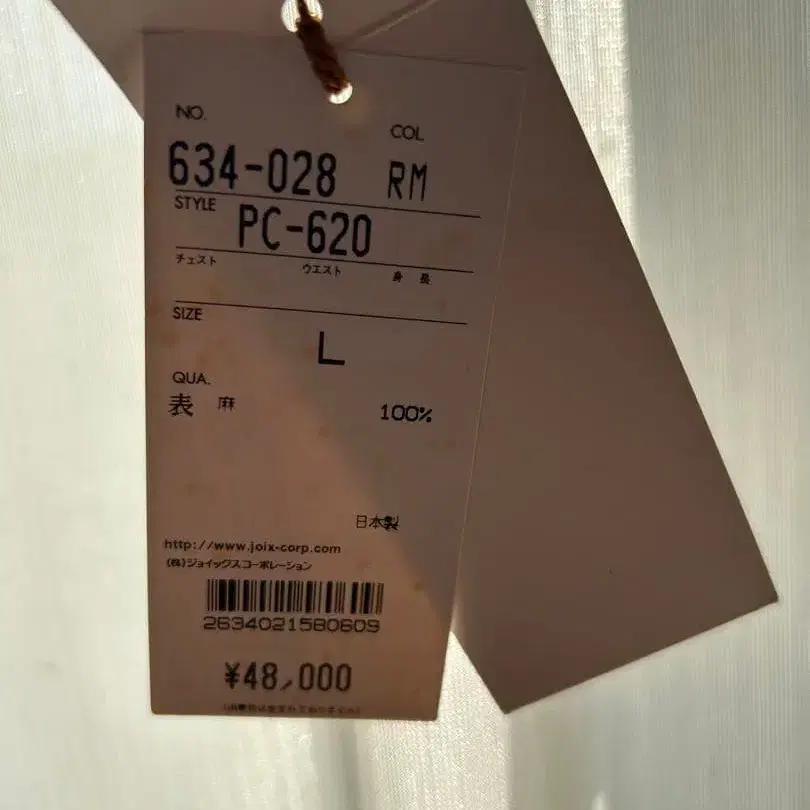 NO.
COL
634-028 RM
STYLE PC-620
チェスト ウエスト 身 長
SIZE
L
QUA.
表 麻 100%
日本製
http://www.joix-corp.com
(株)ジョイックスコーポレーション
2634021580609
¥48,000